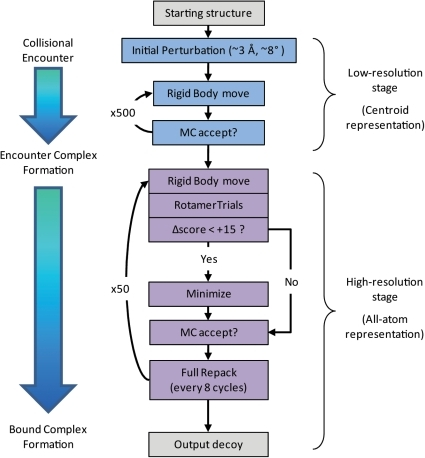 Starting structure
Collisional
Encounter
Initial Perturbation (~3 Å, ~8°)
Rigid Body move
x500
MC accept?
Low-resolution
stage
(Centroid
representation)
Encounter Complex
Formation
Rigid Body move
RotamerTrials
Δscore < +15 ?
Yes
No
x50
Minimize
MC accept?
Full Repack
(every 8 cycles)
High-resolution
stage
(All-atom
representation)
Bound Complex
Formation
Output decoy